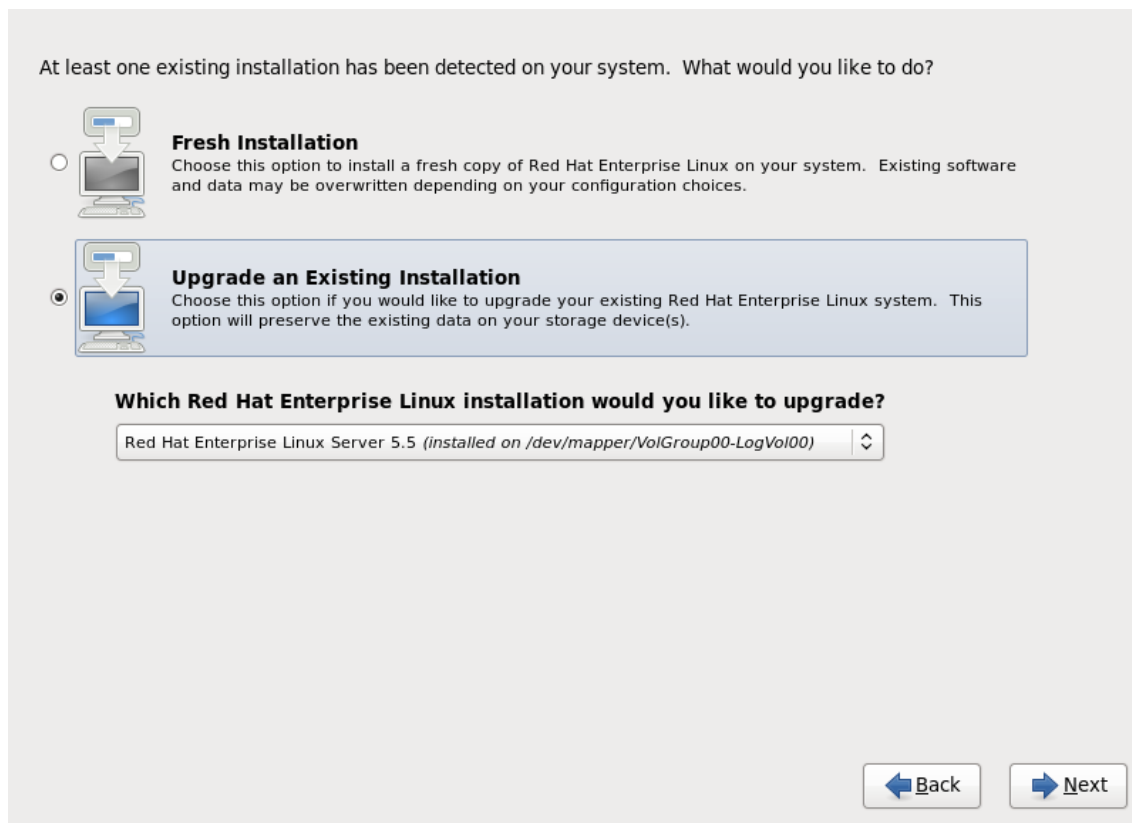 At least one existing installation has been detected on your system.  What would you like to do?
Fresh Installation
Choose this option to install a fresh copy of Red Hat Enterprise Linux on your system.  Existing software
and data may be overwritten depending on your configuration choices.
Upgrade an Existing Installation
Choose this option if you would like to upgrade your existing Red Hat Enterprise Linux system.  This
option will preserve the existing data on your storage device(s).
Which Red Hat Enterprise Linux installation would you like to upgrade?
Red Hat Enterprise Linux Server 5.5 (installed on /dev/mapper/VolGroup00-LogVol00)
Back
Next